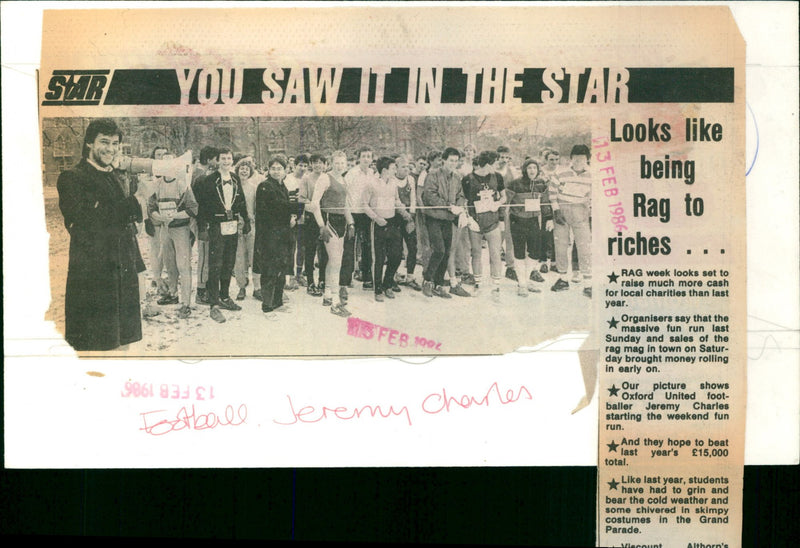 STAR
YOU SAW IT IN THE STAR
Looks like
being
Rag to
riches . . .
13 FEB 1986
★ RAG week looks set to
raise much more cash
for local charities than last
year.
★ Organisers say that the
massive fun run last
Sunday and sales of the
rag mag in town on Satur-
day brought money rolling
in early on.
★ Our picture shows
Oxford United foot-
baller Jeremy Charles
starting the weekend fun
run.
★ And they hope to beat
last year's £15,000
total.
★ Like last year, students
have had to grin and
bear the cold weather and
some shivered in skimpy
costumes in the Grand
Parade.
Viscount Althorp's
13 FEB 1986
13 FEB 1986
Football. Jeremy Charles